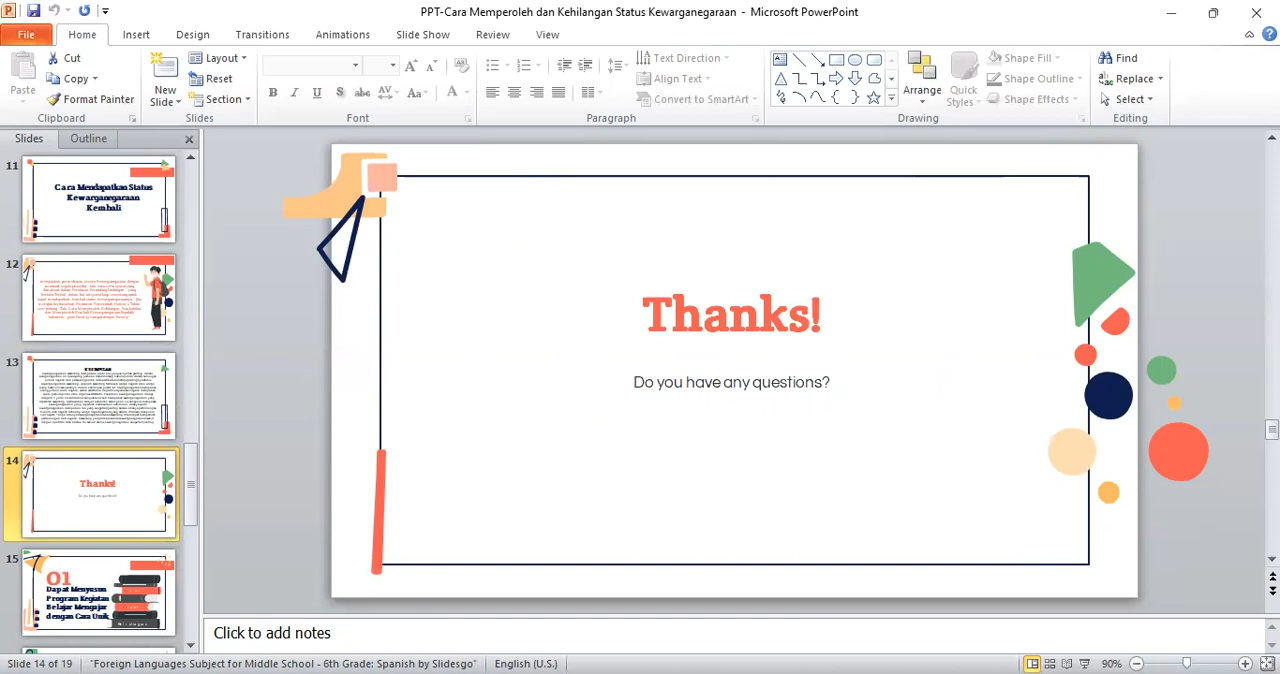 PPT-Cara Memperoleh dan Kehilangan Status Kewarganegaraan - Microsoft PowerPoint
File Home Insert Design Transitions Animations Slide Show Review View
Paste
Cut
Copy
Format Painter
Clipboard
New Slide
Layout
Reset
Section
Slides
B I U S abc AV Aa A
Font
Text Direction
Align Text
Convert to SmartArt
Paragraph
Arrange
Quick Styles
Shape Fill
Shape Outline
Shape Effects
Drawing
Find
Replace
Select
Editing
Slides Outline
11
Cara Mendapatkan Status
Kewarganegaraan
Kembali
12
13
14
Thanks!
Do you have any questions?
15
01
Dapat Menyusun
Program Kegiatan
Belajar Mengajar
dengan Cara Unik
Thanks!
Do you have any questions?
Click to add notes
Slide 14 of 19 "Foreign Languages Subject for Middle School - 6th Grade: Spanish by Slidesgo" English (U.S.) 90%